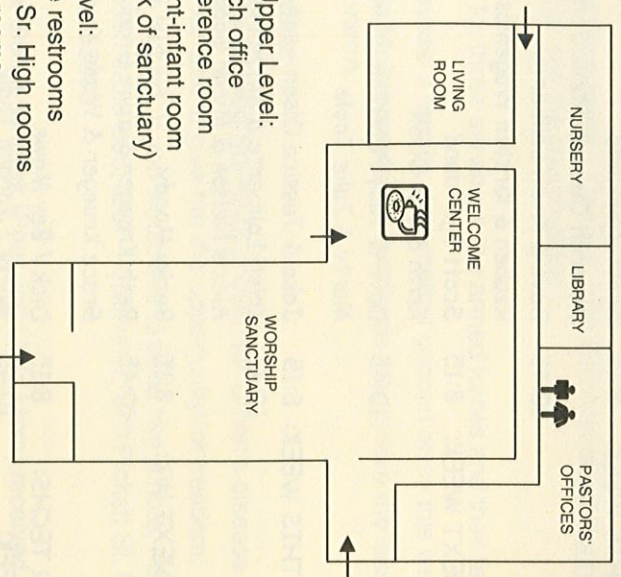 NURSERY
LIBRARY
PASTORS'
OFFICES
LIVING
ROOM
WELCOME
CENTER
WORSHIP
SANCTUARY
Upper Level:
ch office
erence room
nt-infant room
k of sanctuary)
vel:
e restrooms
Sr. High rooms